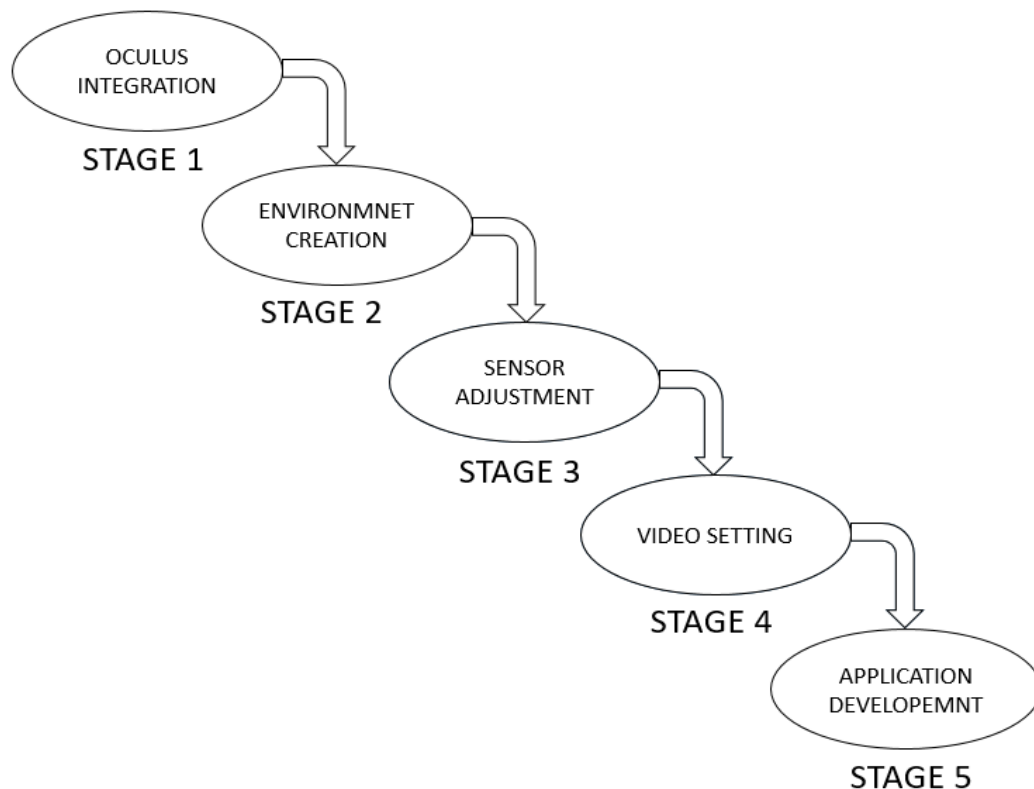 OCULUS
INTEGRATION
STAGE 1
ENVIRONMNET
CREATION
STAGE 2
SENSOR
ADJUSTMENT
STAGE 3
VIDEO SETTING
STAGE 4
APPLICATION
DEVELOPEMNT
STAGE 5